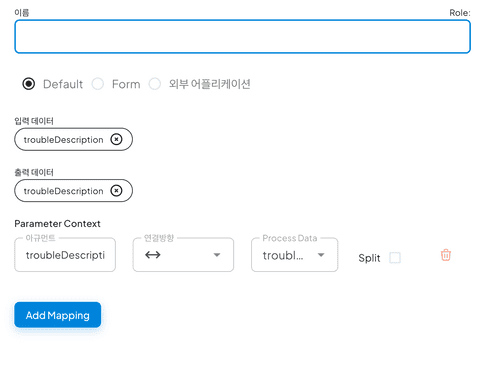 이름 Role:
Default Form 외부 어플리케이션
입력 데이터
troubleDescription
출력 데이터
troubleDescription
Parameter Context
아규먼트 연결방향 Process Data
troubleDescripti troubl... Split
Add Mapping